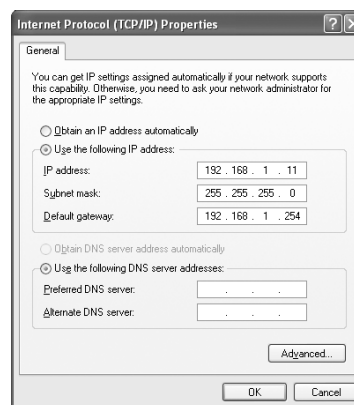 Internet Protocol (TCP/IP) Properties
General
You can get IP settings assigned automatically if your network supports
this capability. Otherwise, you need to ask your network administrator for
the appropriate IP settings.
Obtain an IP address automatically
Use the following IP address:
IP address: 192 . 168 . 1 . 11
Subnet mask: 255 . 255 . 255 . 0
Default gateway: 192 . 168 . 1 . 254
Obtain DNS server address automatically
Use the following DNS server addresses:
Preferred DNS server: . . .
Alternate DNS server: . . .
Advanced...
OK Cancel